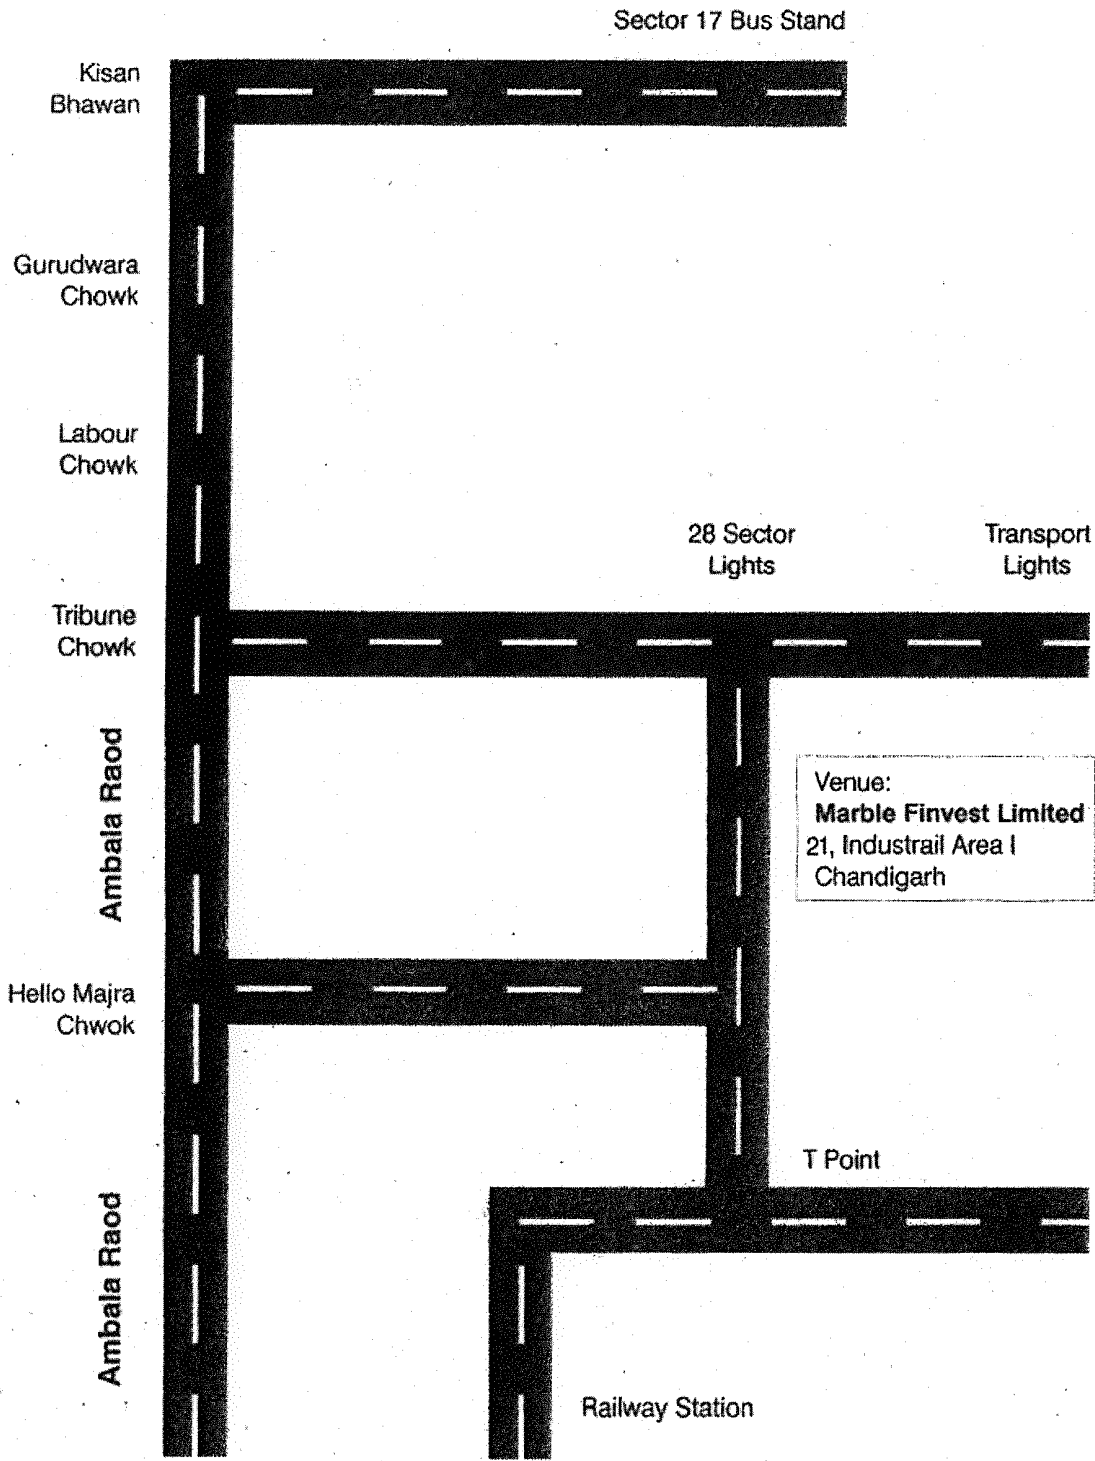 Sector 17 Bus Stand
Kisan
Bhawan
Gurudwara
Chowk
Labour
Chowk
28 Sector
Lights
Transport
Lights
Tribune
Chowk
Ambala Raod
Venue:
Marble Finvest Limited
21, Industrail Area I
Chandigarh
Hello Majra
Chwok
T Point
Ambala Raod
Railway Station